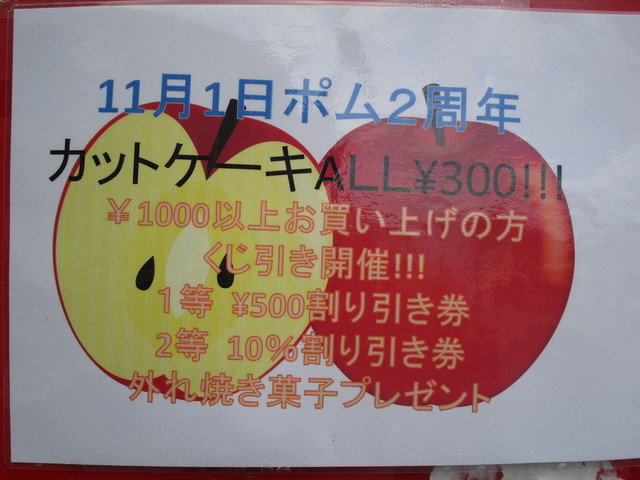 11月1日ポム2周年
カットケーキALL¥300!!!
￥1000以上お買い上げの方
くじ引き開催!!!
1等 ¥500割り引き券
2等 10%割り引き券
外れ焼き菓子プレゼント